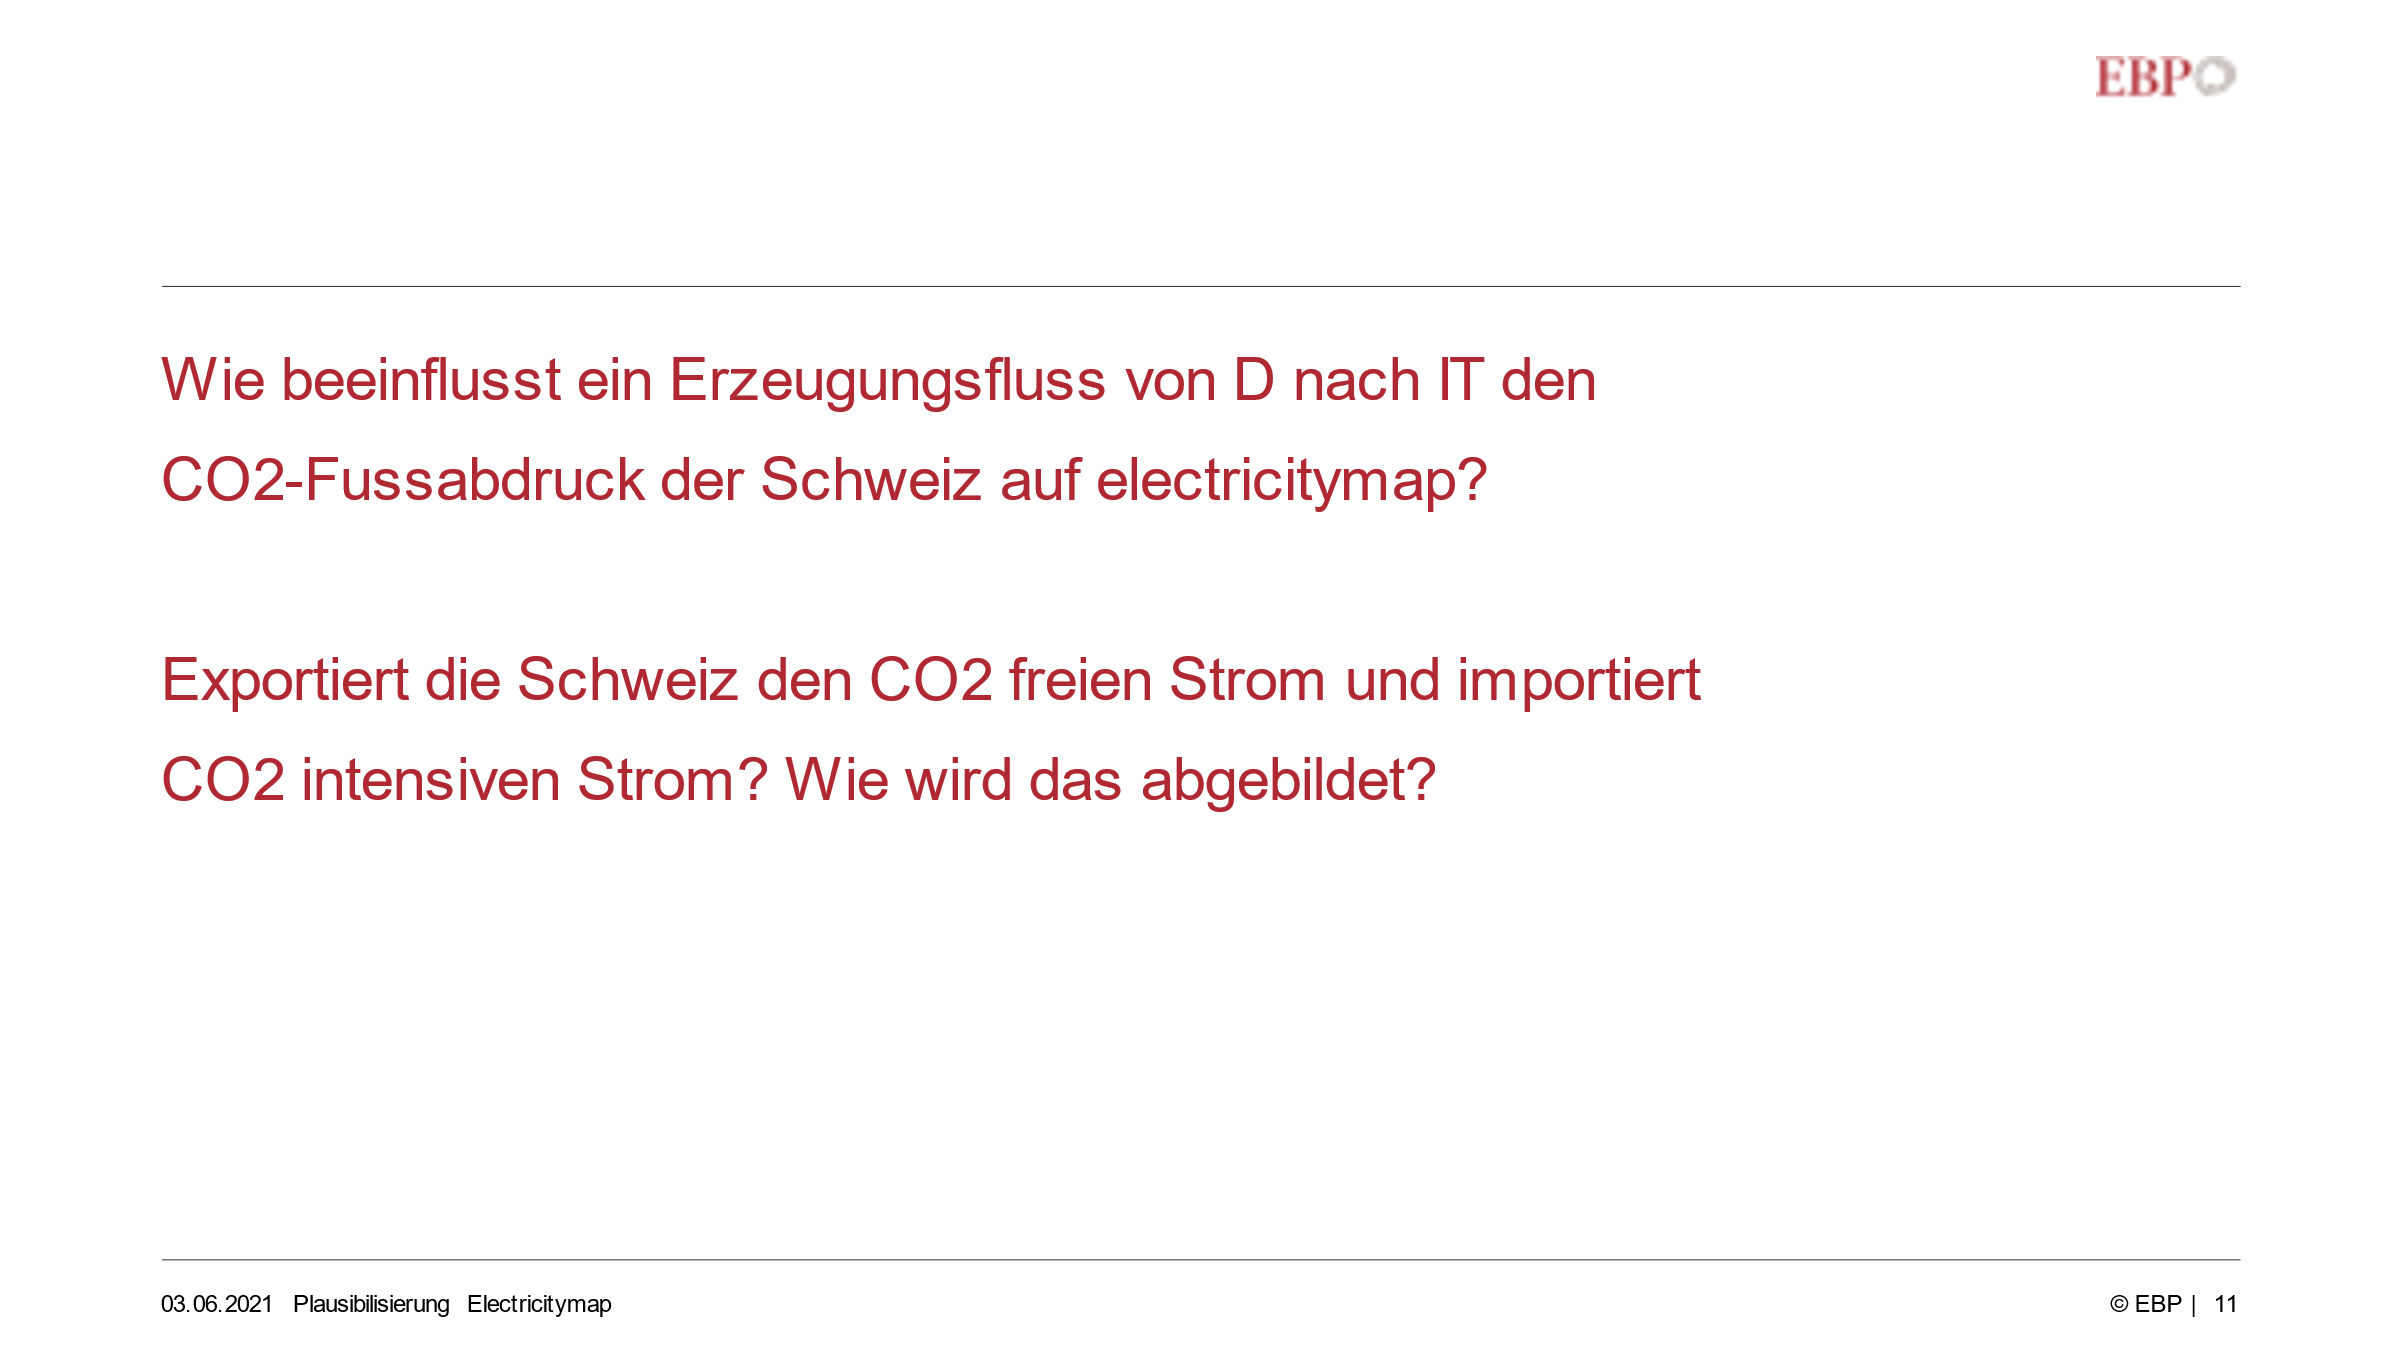 EBP
Wie beeinflusst ein Erzeugungsfluss von D nach IT den
CO2-Fussabdruck der Schweiz auf electricitymap?
Exportiert die Schweiz den CO2 freien Strom und importiert
CO2 intensiven Strom? Wie wird das abgebildet?
03.06.2021 Plausibilisierung Electricitymap © EBP | 11